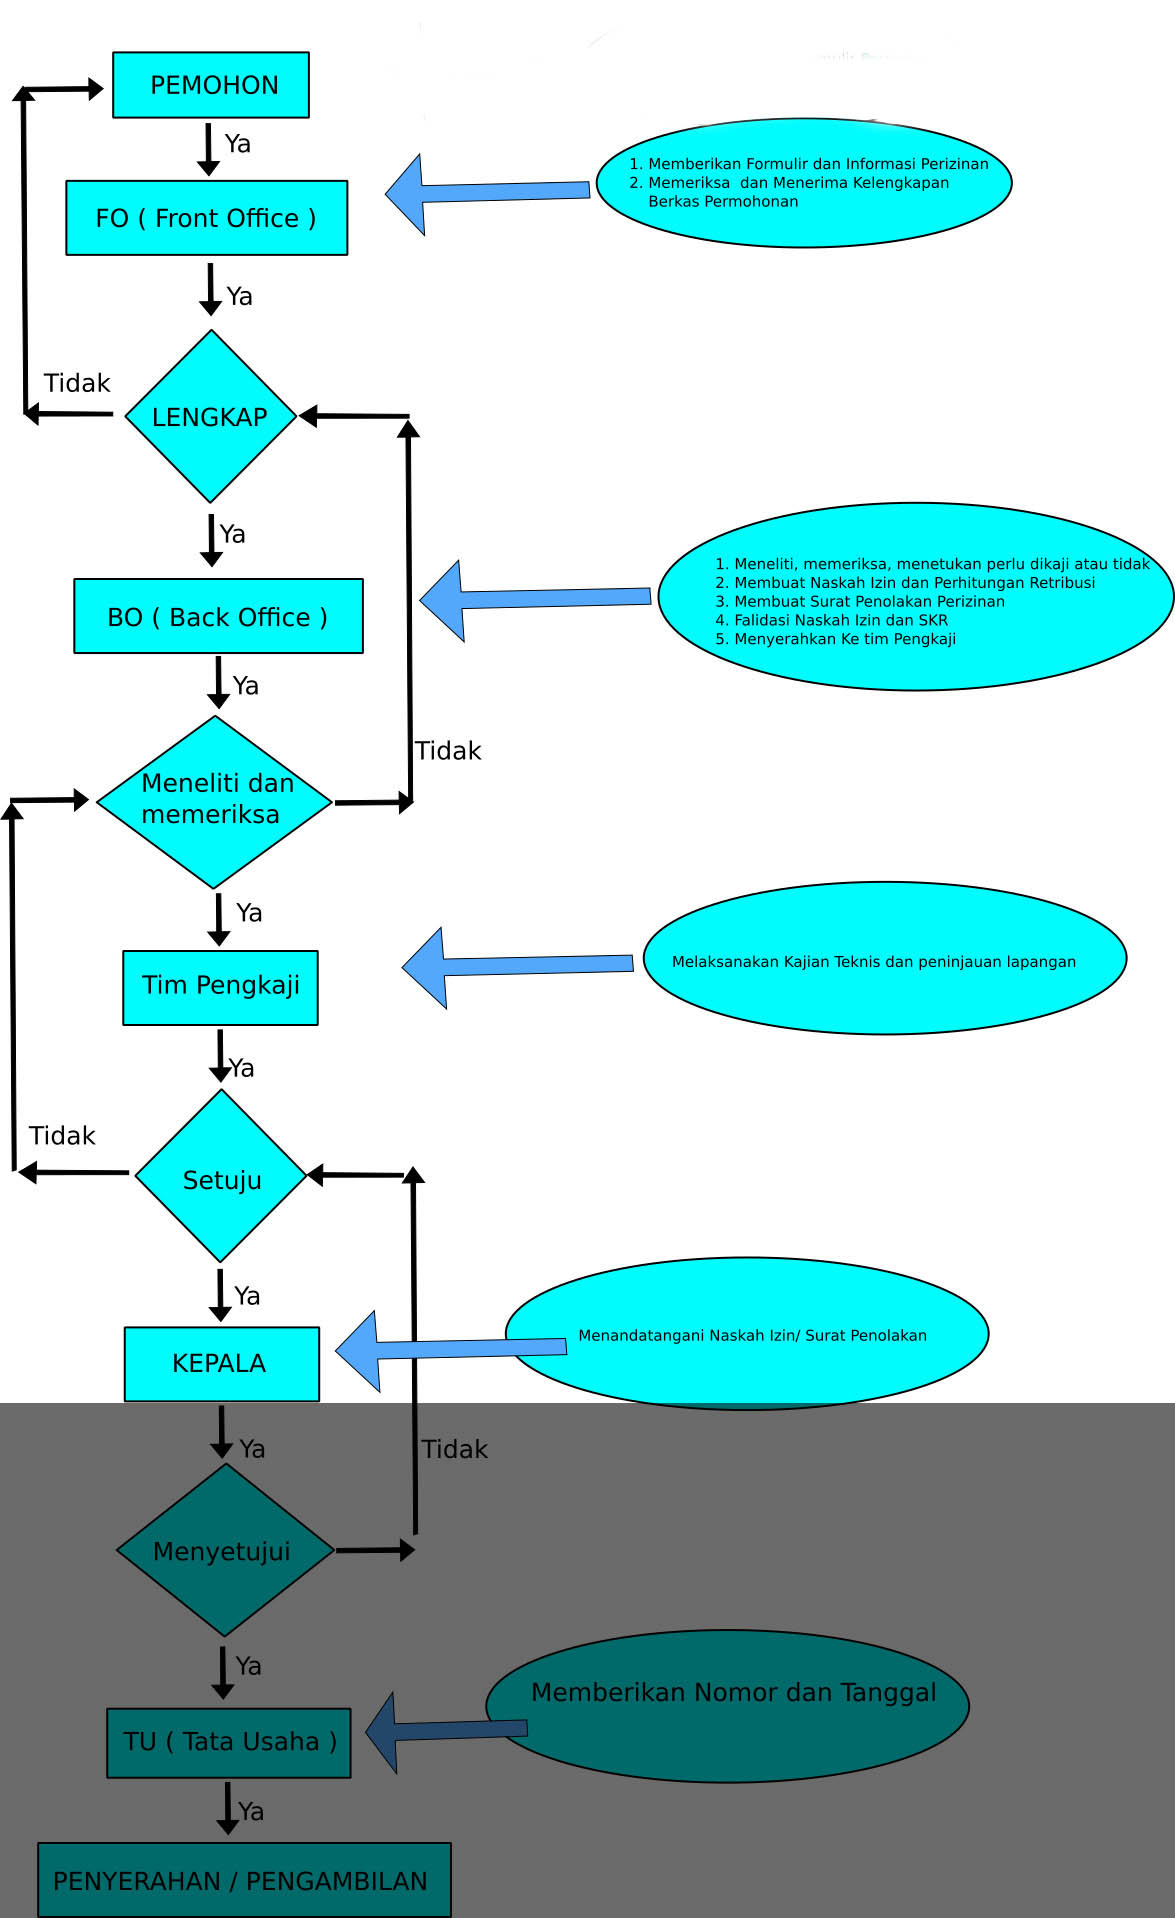 PEMOHON
Ya
1. Memberikan Formulir dan Informasi Perizinan
2. Memeriksa  dan Menerima Kelengkapan
Berkas Permohonan
FO ( Front Office )
Ya
Tidak
LENGKAP
Ya
1. Meneliti, memeriksa, menetukan perlu dikaji atau tidak
2. Membuat Naskah Izin dan Perhitungan Retribusi
3. Membuat Surat Penolakan Perizinan
4. Falidasi Naskah Izin dan SKR
5. Menyerahkan Ke tim Pengkaji
BO ( Back Office )
Ya
Tidak
Meneliti dan
memeriksa
Ya
Melaksanakan Kajian Teknis dan peninjauan lapangan
Tim Pengkaji
Ya
Tidak
Setuju
Ya
Menandatangani Naskah Izin/ Surat Penolakan
KEPALA
Ya
Tidak
Menyetujui
Ya
Memberikan Nomor dan Tanggal
TU ( Tata Usaha )
Ya
PENYERAHAN / PENGAMBILAN